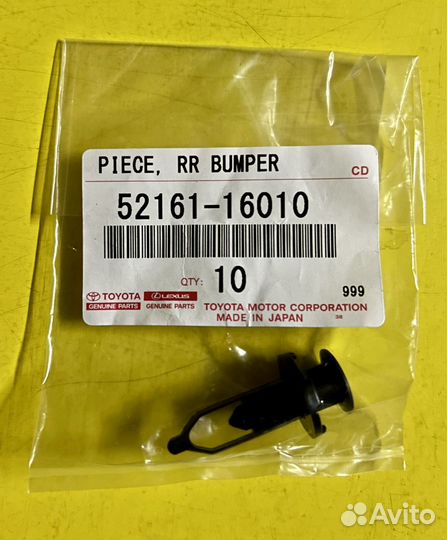 PIECE, RR BUMPER
CD
52161-16010
QTY: 10
999
TOYOTA LEXUS
GENUINE PARTS GENUINE PARTS
TOYOTA MOTOR CORPORATION
MADE IN JAPAN 38
Avito